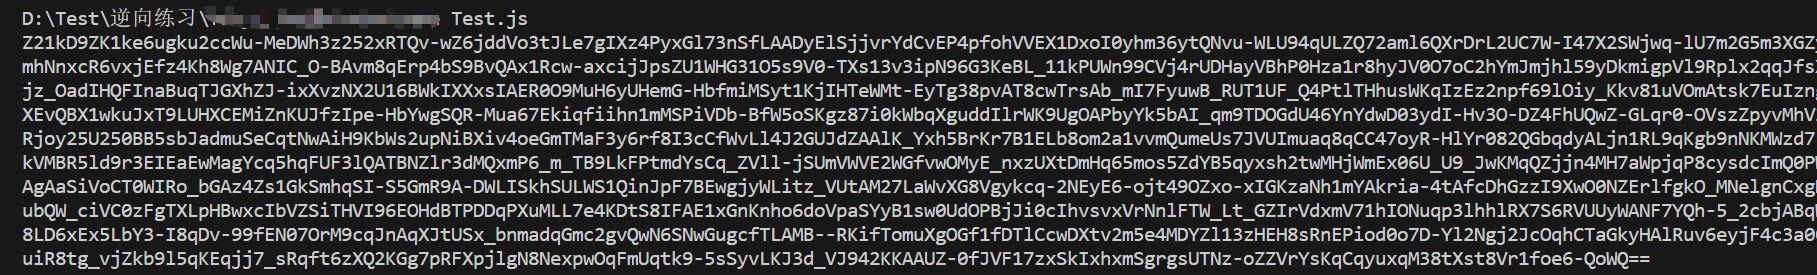 D:\Test\逆向练习\ Test.js
Z21kD9ZK1ke6ugku2ccWu-MeDWh3z252xRTQv-wZ6jddVo3tJLe7gIXz4PyxGl73nSfLAADyElSjjvrYdCvEP4pfohVVEX1DxoI0yhm36ytQNvu-WLU94qULZQ72aml6QXrDrL2UC7W-I47X2SWjwq-lU7m2G5m3XGZ
mhNnxcR6vxjEfz4Kh8Wg7ANIC_O-BAvm8qErp4bS9BvQAx1Rcw-axcijJpsZU1WHG31O5s9V0-TXs13v3ipN96G3KeBL_11kPUWn99CVj4rUDHayVBhP0Hza1r8hyJV0O7oC2hYmJmjhl59yDkmigpVl9Rplx2qqJfs
jz_OadIHQFInaBuqTJGXhZJ-ixXvzNX2U16BWkIXXxsIAER0O9MuH6yUHemG-HbfmiMSyt1KjIHTeWMt-EyTg38pvAT8cwTrsAb_mI7FyuwB_RUT1UF_Q4PtlTHhusWKqIzEz2npf69lOiy_Kkv81uVOmAtsk7EuIzn
XEvQBX1wkuJxT9LUHXCEMiZnKUJfzIpe-HbYwgSQR-Mua67Ekiqfiihn1mMSPiVDb-BfW5oSKgz87i0kWbqXguddIlrWK9UgOAPbyYk5bAI_qm9TDOGdU46YnYdwD03ydI-Hv3O-DZ4FhUQwZ-GLqr0-OVszZpyvMhV
Rjoy25U250BB5sbJadmuSeCqtNwAiH9KbWs2upNiBXiv4oeGmTMaF3y6rf8I3cCfWvLl4J2GUJdZAAlK_Yxh5BrKr7B1ELb8om2a1vvmQumeUs7JVUImuaq8qCC47oyR-HlYr082QGbqdyALjn1RL9qKgb9nNKMWzd7
kVMBR5ld9r3EIEaEwMagYcq5hqFUF3lQATBNZlr3dMQxmP6_m_TB9LkFPtmdYsCq_ZVll-jSUmVWVE2WGfvwOMyE_nxzUXtDmHq65mos5ZdYB5qyxsh2twMHjWmEx06U_U9_JwKMqQZjjn4MH7aWpjqP8cysdcImQ0P
AgAaSiVoCT0WIRo_bGAz4Zs1GkSmhqSI-S5GmR9A-DWLISkhSULWS1QinJpF7BEwgjyWLitz_VUtAM27LaWvXG8Vgykcq-2NEyE6-ojt49OZxo-xIGKzaNh1mYAkria-4tAfcDhGzzI9XwO0NZErlfgkO_MNelgnCxg
ubQW_ciVC0zFgTXLpHBwxcIbVZSiTHVI96EOHdBTPDDqPXuMLL7e4KDtS8IFAE1xGnKnho6doVpaSYyB1sw0UdOPBjJi0cIhvsvxVrNnlFTW_Lt_GZIrVdxmV71hIONuqp3lhhlRX7S6RVUUyWANF7YQh-5_2cbjABq
8LD6xEx5LbY3-I8qDv-99fEN07OrM9cqJnAqXJtUSx_bnmadqGmc2gvQwN6SNwGugcfTLAMB--RKifTomuXgOGf1fDTlCcwDXtv2m5e4MDYZl13zHEH8sRnEPiod0o7D-Yl2Ngj2JcOqhCTaGkyHAlRuv6eyjF4c3a0
uiR8tg_vjZkb9l5qKEqjj7_sRqft6zXQ2KGg7pRFXpjlgN8NexpwOqFmUqtk9-5sSyvLKJ3d_VJ942KKAAUZ-0fJVF17zxSkIxhxmSgrgsUTNz-oZZVrYsKqCqyuxqM38tXst8Vr1foe6-QoWQ==